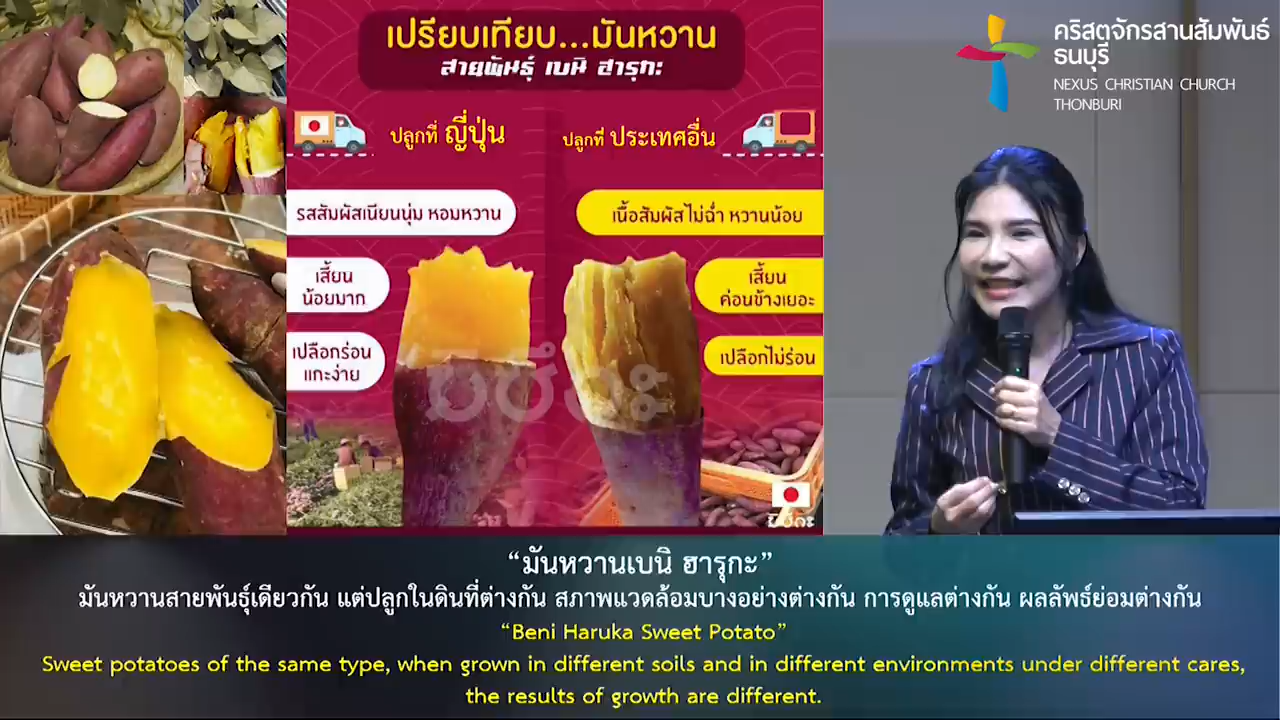 เปรียบเทียบ...มันหวาน
สายพันธุ์ เบนิ ฮารุกะ
ปลูกที่ ญี่ปุ่น
ปลูกที่ ประเทศอื่น
รสสัมผัสเนียนนุ่ม หอมหวาน
เนื้อสัมผัสไม่ฉ่ำ หวานน้อย
เสี้ยน
น้อยมาก
เสี้ยน
ค่อนข้างเยอะ
เปลือกร่อน
แกะง่าย
เปลือกไม่ร่อน
คริสตจักรสานสัมพันธ์
ธนบุรี
NEXUS CHRISTIAN CHURCH
THONBURI
“มันหวานเบนิ ฮารุกะ”
มันหวานสายพันธุ์เดียวกัน แต่ปลูกในดินที่ต่างกัน สภาพแวดล้อมบางอย่างต่างกัน การดูแลต่างกัน ผลลัพธ์ย่อมต่างกัน
“Beni Haruka Sweet Potato”
Sweet potatoes of the same type, when grown in different soils and in different environments under different cares,
the results of growth are different.